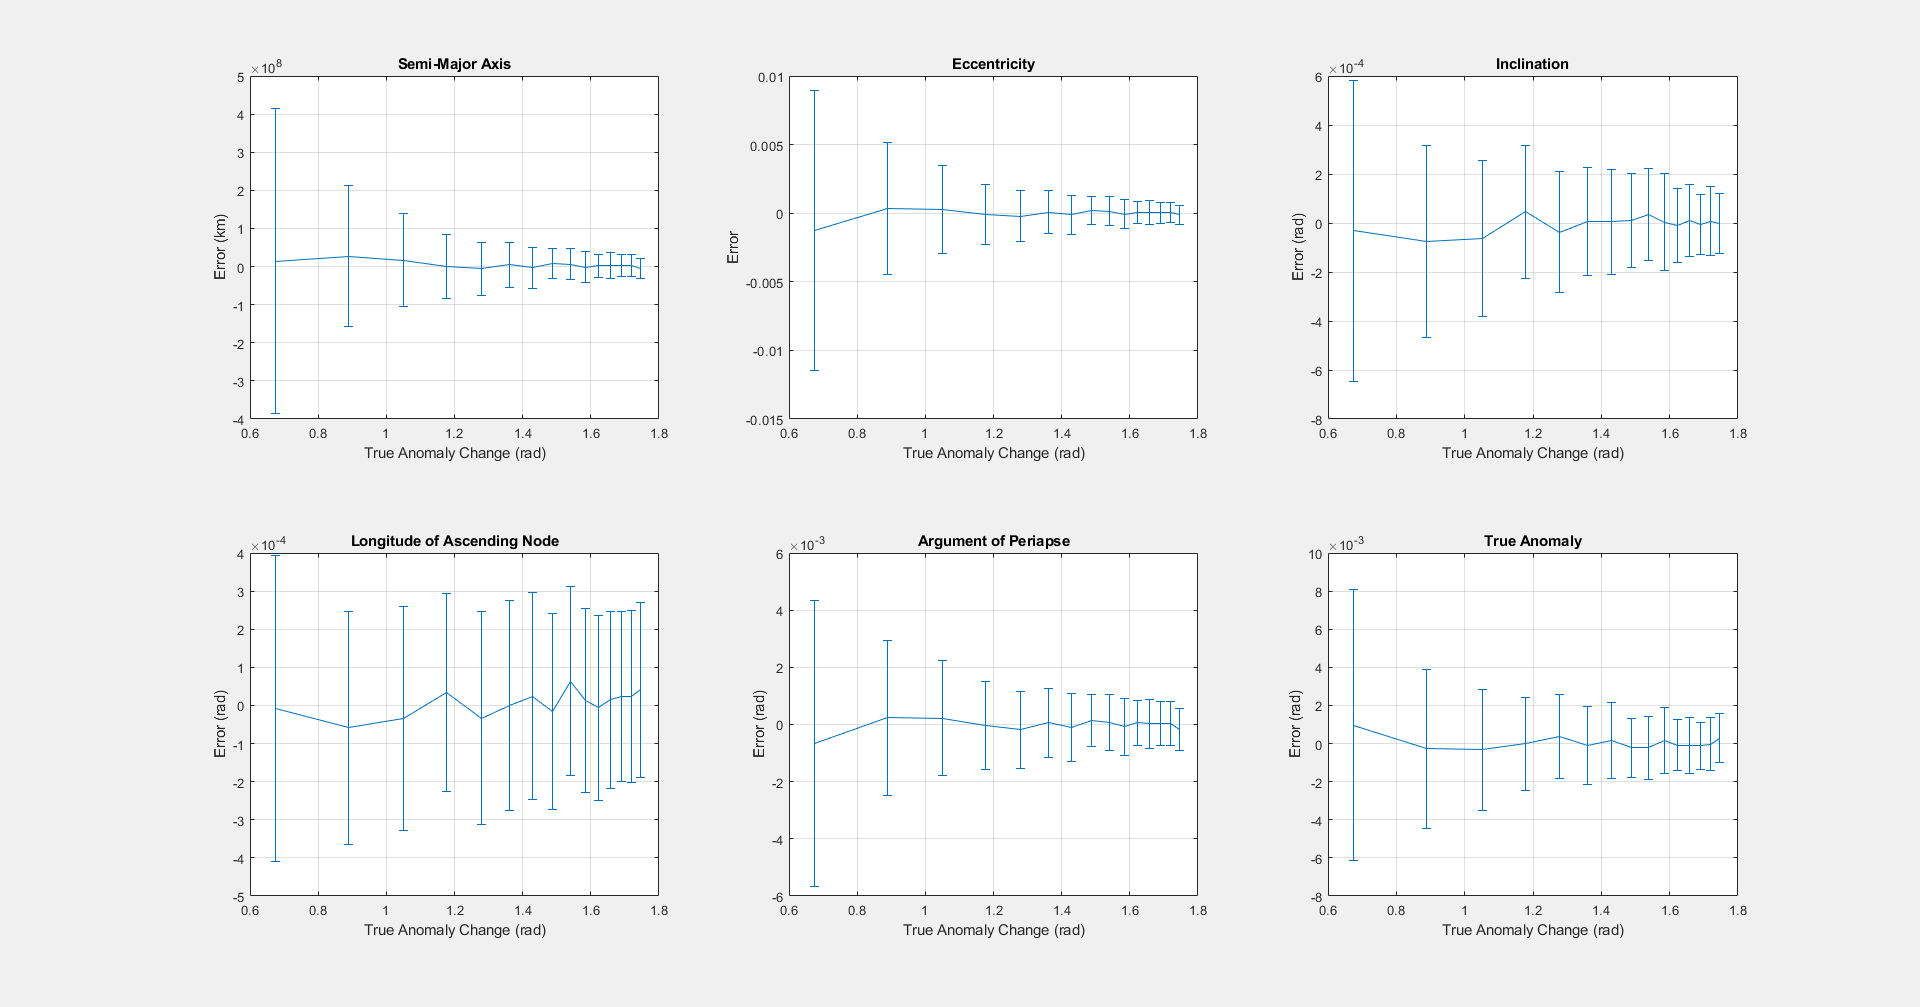 Semi-Major Axis
×10^8
5
4
3
2
1
0
-1
-2
-3
-4
Error (km)
0.6 0.8 1 1.2 1.4 1.6 1.8
True Anomaly Change (rad)
Eccentricity
0.01
0.005
0
-0.005
-0.01
-0.015
Error
0.6 0.8 1 1.2 1.4 1.6 1.8
True Anomaly Change (rad)
Inclination
×10^-4
6
4
2
0
-2
-4
-6
-8
Error (rad)
0.6 0.8 1 1.2 1.4 1.6 1.8
True Anomaly Change (rad)
Longitude of Ascending Node
×10^-4
4
3
2
1
0
-1
-2
-3
-4
-5
Error (rad)
0.6 0.8 1 1.2 1.4 1.6 1.8
True Anomaly Change (rad)
Argument of Periapse
×10^-3
6
4
2
0
-2
-4
-6
Error (rad)
0.6 0.8 1 1.2 1.4 1.6 1.8
True Anomaly Change (rad)
True Anomaly
×10^-3
10
8
6
4
2
0
-2
-4
-6
-8
Error (rad)
0.6 0.8 1 1.2 1.4 1.6 1.8
True Anomaly Change (rad)